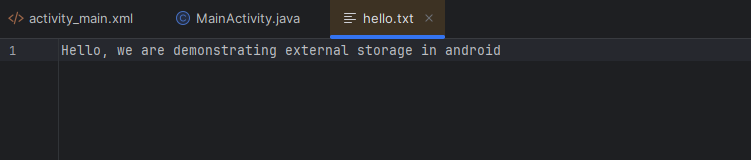 activity_main.xml MainActivity.java hello.txt
1 Hello, we are demonstrating external storage in android